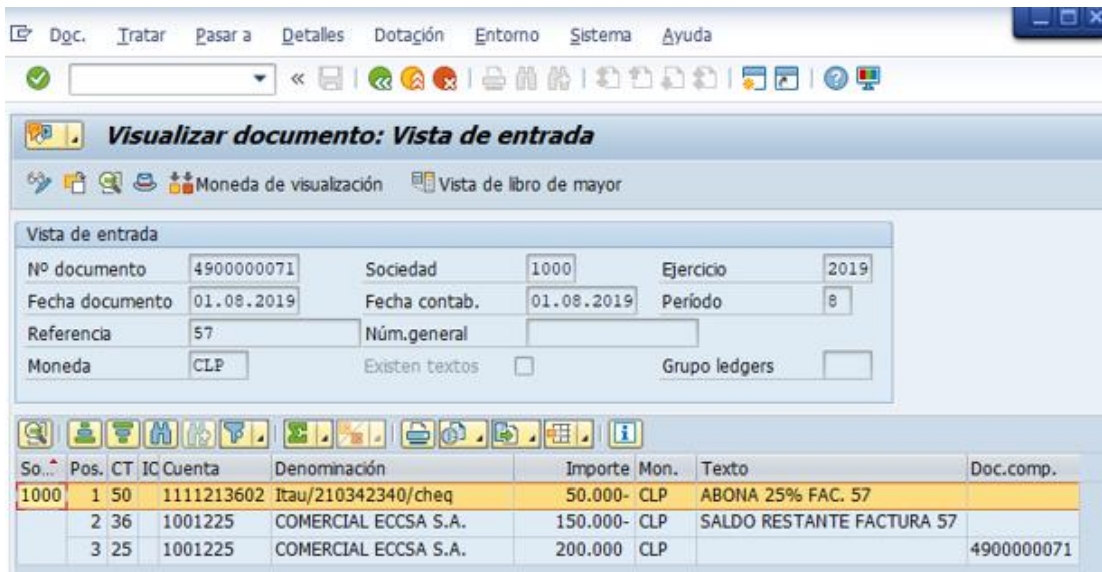 Doc. Tratar Pasar a Detalles Dotación Entorno Sistema Ayuda
Visualizar documento: Vista de entrada
Moneda de visualización Vista de libro de mayor
Vista de entrada
Nº documento 4900000071 Sociedad 1000 Ejercicio 2019
Fecha documento 01.08.2019 Fecha contab. 01.08.2019 Período 8
Referencia 57 Núm.general
Moneda CLP Existen textos Grupo ledgers
So... Pos. CT IC Cuenta Denominación Importe Mon. Texto Doc.comp.
1000 1 50 1111213602 Itau/210342340/cheq 50.000- CLP ABONA 25% FAC. 57
2 36 1001225 COMERCIAL ECCSA S.A. 150.000- CLP SALDO RESTANTE FACTURA 57
3 25 1001225 COMERCIAL ECCSA S.A. 200.000 CLP 4900000071